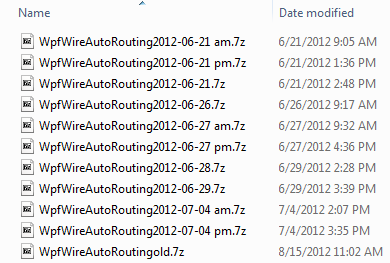 Name Date modified
WpfWireAutoRouting2012-06-21 am.7z 6/21/2012 9:05 AM
WpfWireAutoRouting2012-06-21 pm.7z 6/21/2012 1:36 PM
WpfWireAutoRouting2012-06-21.7z 6/21/2012 2:48 PM
WpfWireAutoRouting2012-06-26.7z 6/26/2012 9:17 AM
WpfWireAutoRouting2012-06-27 am.7z 6/27/2012 9:32 AM
WpfWireAutoRouting2012-06-27 pm.7z 6/27/2012 4:36 PM
WpfWireAutoRouting2012-06-28.7z 6/29/2012 2:28 PM
WpfWireAutoRouting2012-06-29.7z 6/29/2012 3:39 PM
WpfWireAutoRouting2012-07-04 am.7z 7/4/2012 2:07 PM
WpfWireAutoRouting2012-07-04 pm.7z 7/4/2012 3:35 PM
WpfWireAutoRoutingold.7z 8/15/2012 11:02 AM